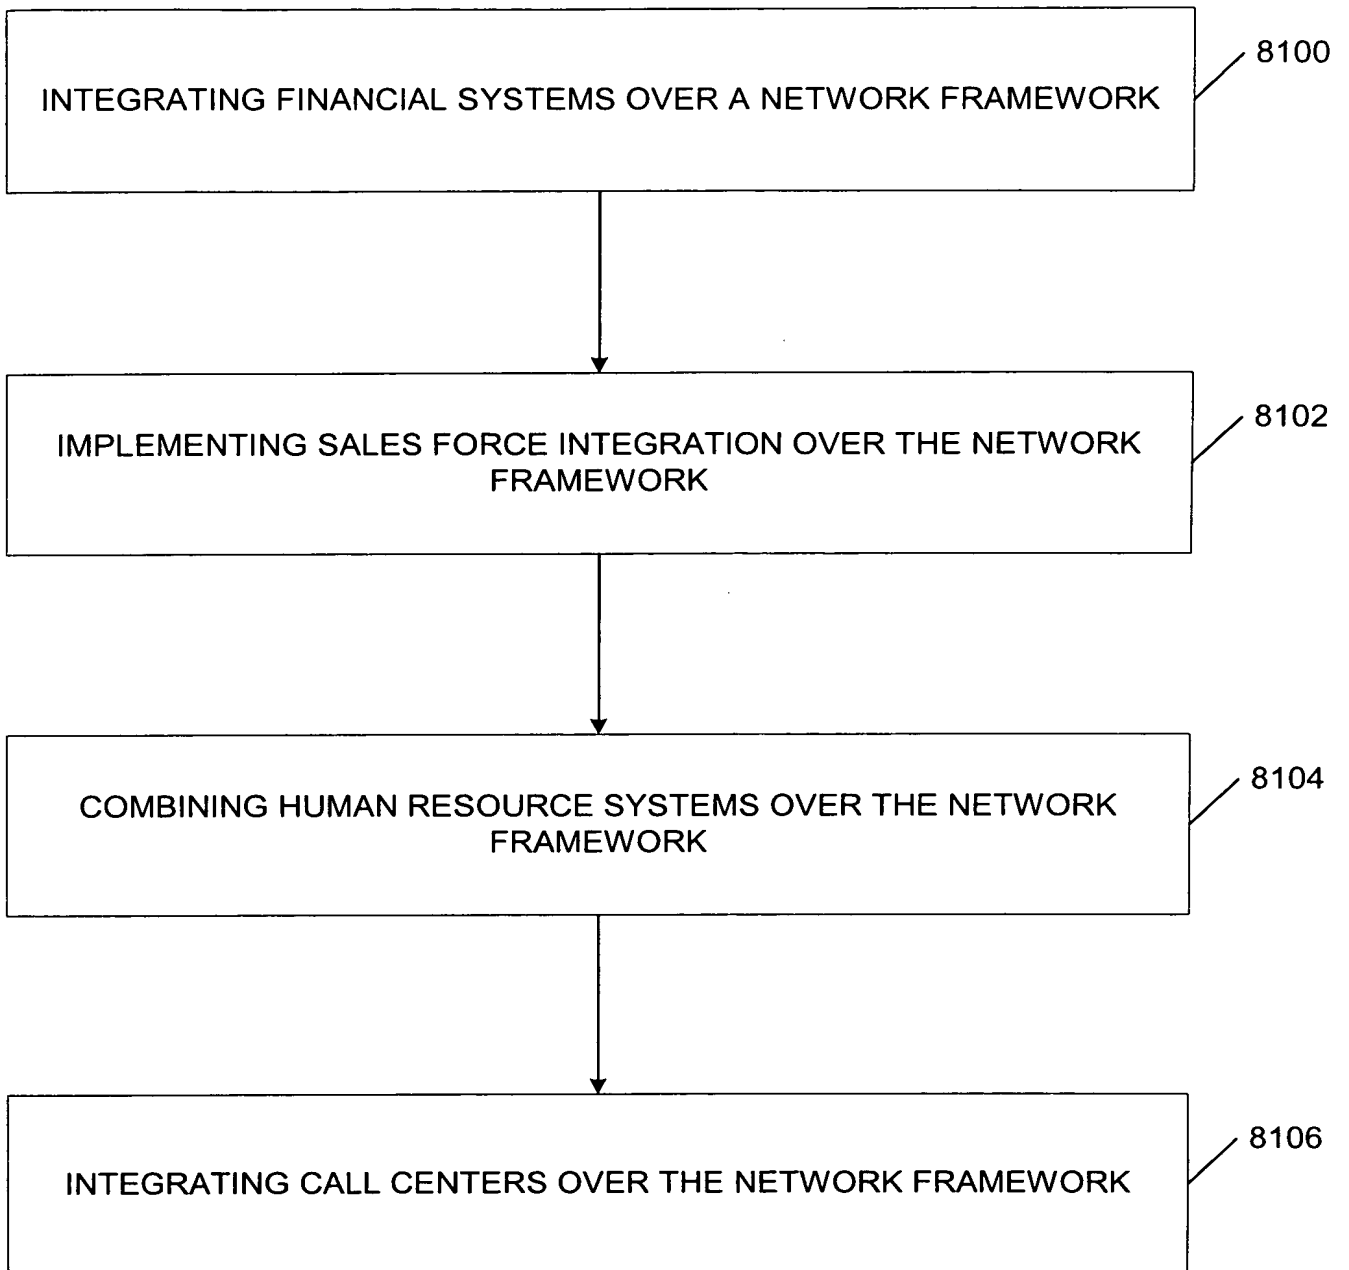 8100
INTEGRATING FINANCIAL SYSTEMS OVER A NETWORK FRAMEWORK
8102
IMPLEMENTING SALES FORCE INTEGRATION OVER THE NETWORK
FRAMEWORK
8104
COMBINING HUMAN RESOURCE SYSTEMS OVER THE NETWORK
FRAMEWORK
8106
INTEGRATING CALL CENTERS OVER THE NETWORK FRAMEWORK